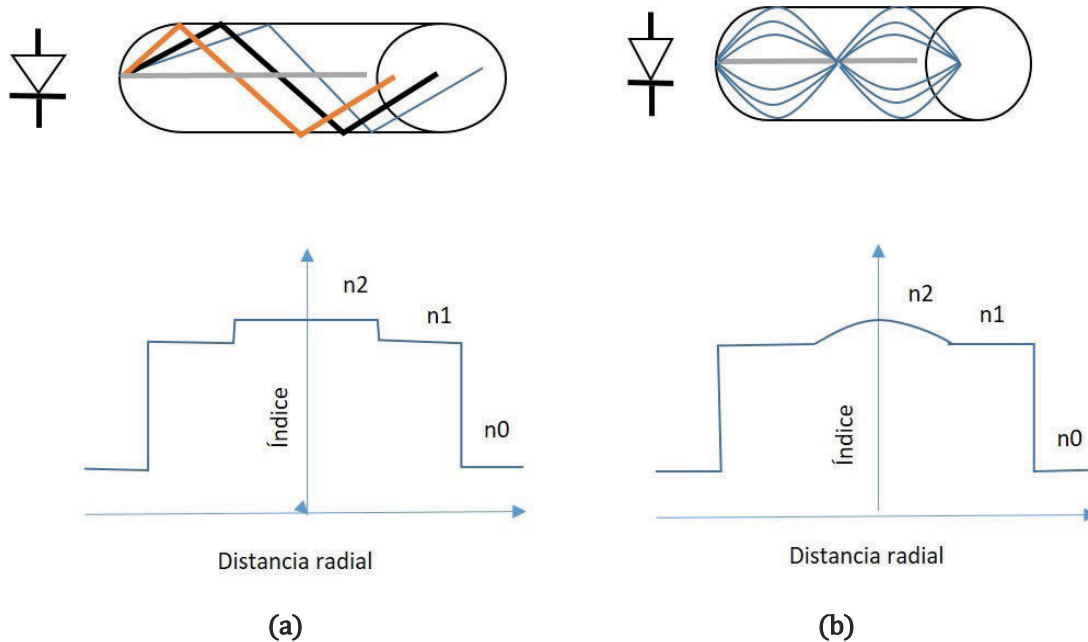 n2
n1
Índice
n0
Distancia radial
(a)
n2
n1
Índice
n0
Distancia radial
(b)